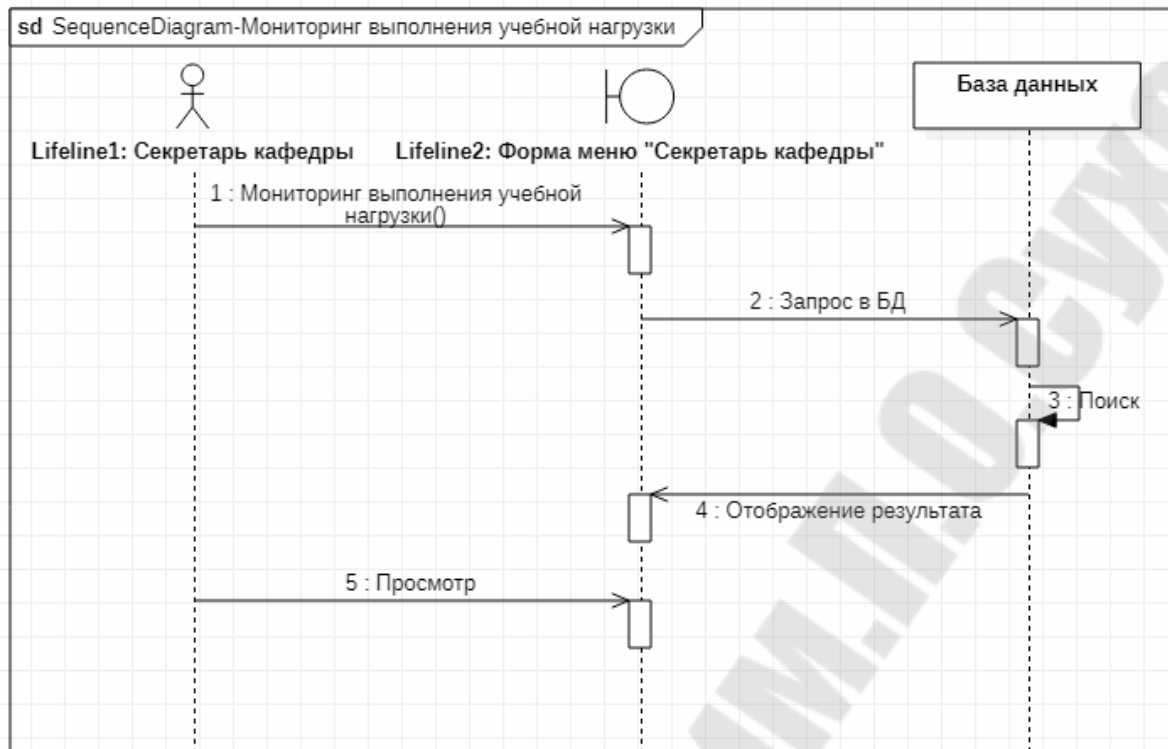 sd SequenceDiagram-Мониторинг выполнения учебной нагрузки
База данных
Lifeline1: Секретарь кафедры
Lifeline2: Форма меню "Секретарь кафедры"
1 : Мониторинг выполнения учебной
нагрузки()
2 : Запрос в БД
3 : Поиск
4 : Отображение результата
5 : Просмотр